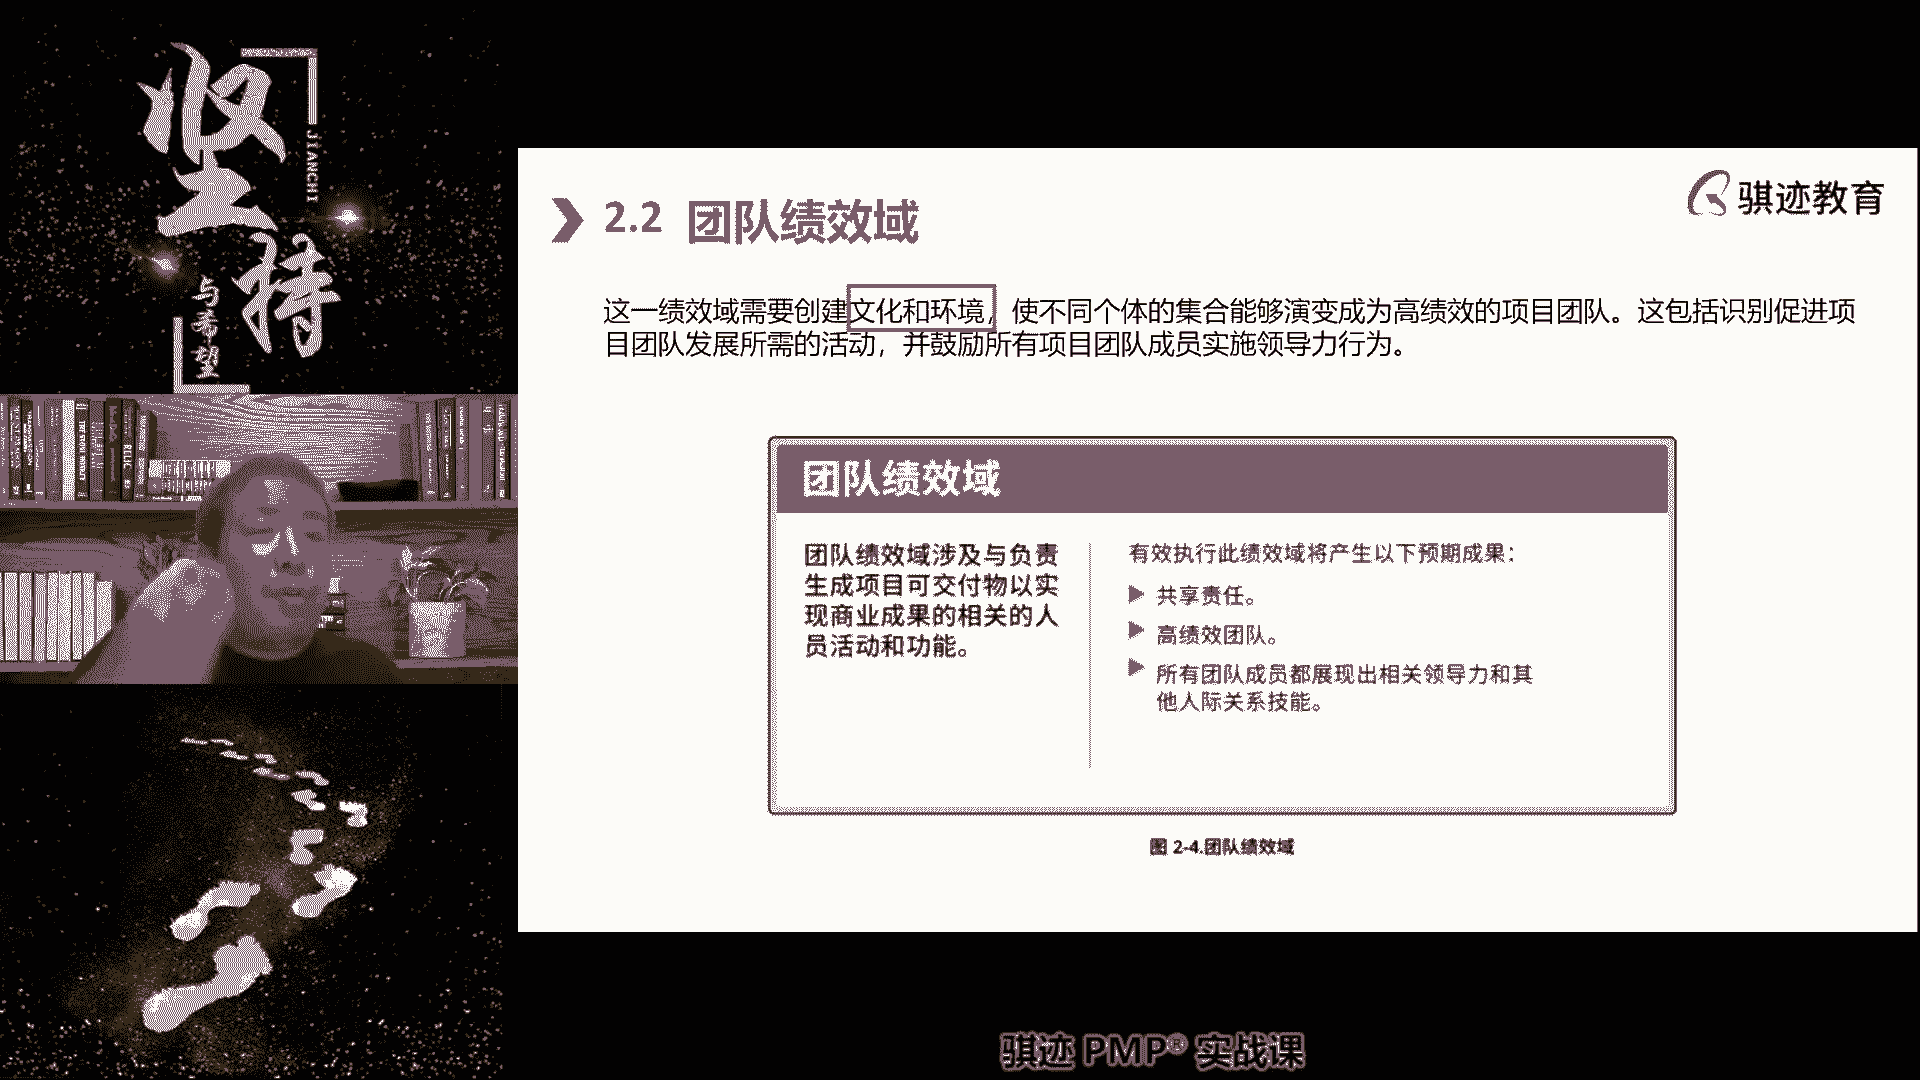 坚持
JIANCHI
与希望
骐迹教育
2.2 团队绩效域
这一绩效域需要创建文化和环境，使不同个体的集合能够演变成为高绩效的项目团队。这包括识别促进项
目团队发展所需的活动，并鼓励所有项目团队成员实施领导力行为。
团队绩效域
团队绩效域涉及与负责
生成项目可交付物以实
现商业成果的相关的人
员活动和功能。
有效执行此绩效域将产生以下预期成果：
▶ 共享责任。
▶ 高绩效团队。
▶ 所有团队成员都展现出相关领导力和其
他人际关系技能。
图 2-4.团队绩效域
骐迹 PMP® 实战课